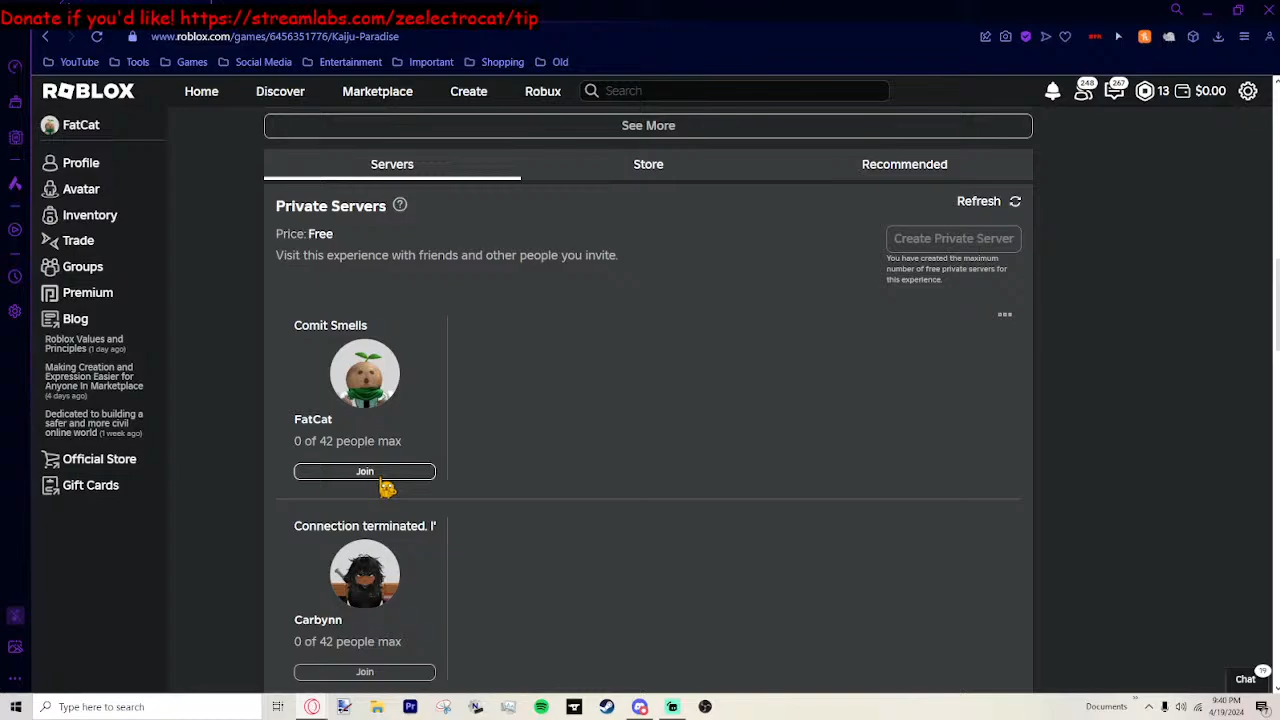 Donate if you'd like! https://streamlabs.com/zeelectrocat/tip
www.roblox.com/games/6456351776/Kaiju-Paradise
YouTube Tools Games Social Media Entertainment Important Shopping Old
ROBLOX Home Discover Marketplace Create Robux Search 248 267 13 $0.00
FatCat
Profile
Avatar
Inventory
Trade
Groups
Premium
Blog
Roblox Values and
Principles (1 day ago)
Making Creation and
Expression Easier for
Anyone In Marketplace
(4 days ago)
Dedicated to building a
safer and more civil
online world (1 week ago)
Official Store
Gift Cards
See More
Servers Store Recommended
Private Servers ? Refresh
Price: Free
Visit this experience with friends and other people you invite.
Create Private Server
You have created the maximum
number of free private servers for
this experience.
Comit Smells
FatCat
0 of 42 people max
Join
Connection terminated. I'
Carbynn
0 of 42 people max
Join
Chat 19
Type here to search
Documents
9:40 PM
4/19/2024